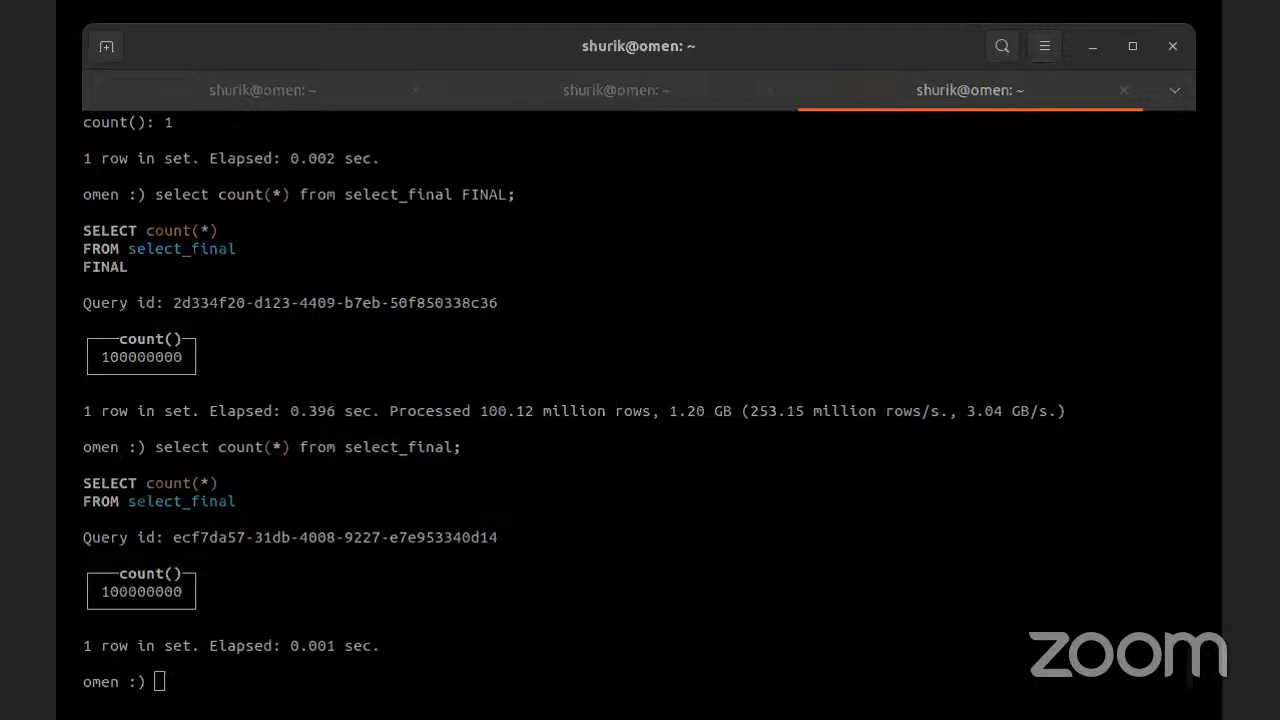 shurik@omen: ~
shurik@omen: ~ shurik@omen: ~ shurik@omen: ~
count(): 1
1 row in set. Elapsed: 0.002 sec.
omen :) select count(*) from select_final FINAL;
SELECT count(*)
FROM select_final
FINAL
Query id: 2d334f20-d123-4409-b7eb-50f850338c36
count()
100000000
1 row in set. Elapsed: 0.396 sec. Processed 100.12 million rows, 1.20 GB (253.15 million rows/s., 3.04 GB/s.)
omen :) select count(*) from select_final;
SELECT count(*)
FROM select_final
Query id: ecf7da57-31db-4008-9227-e7e953340d14
count()
100000000
1 row in set. Elapsed: 0.001 sec.
omen :)
zoom